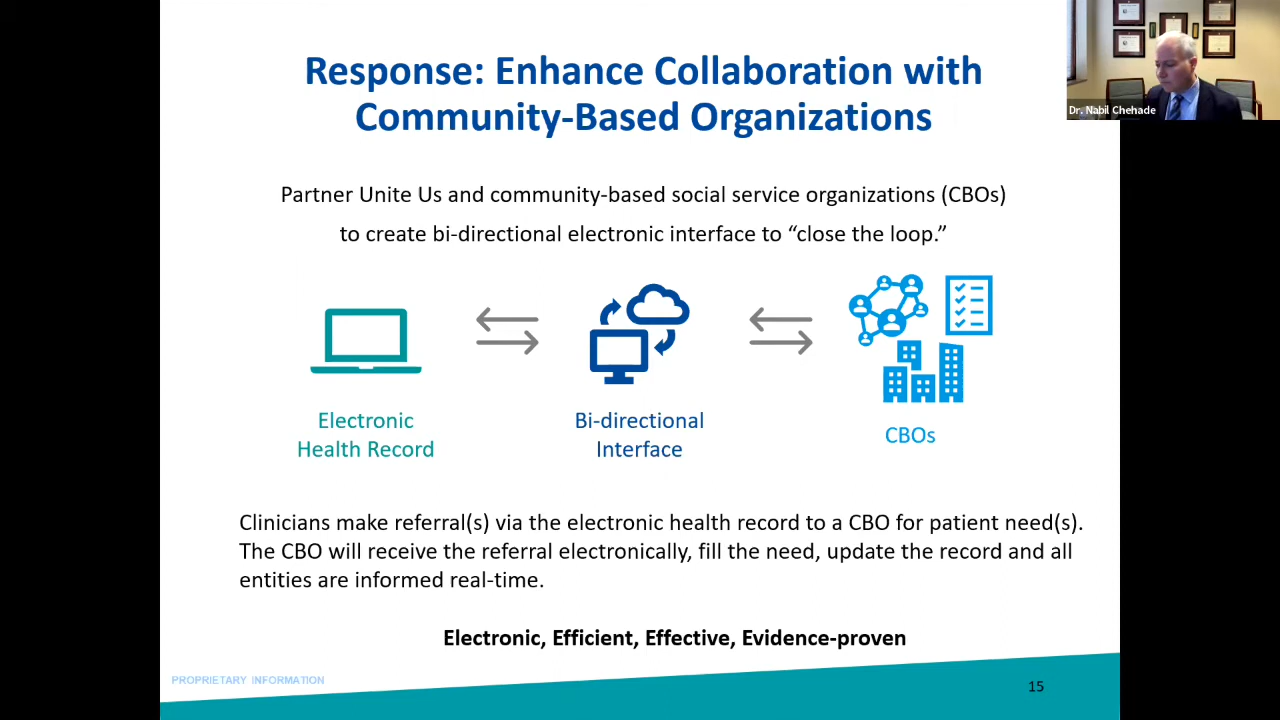 Response: Enhance Collaboration with
Community-Based Organizations
Dr. Nabil Chehade
Partner Unite Us and community-based social service organizations (CBOs)
to create bi-directional electronic interface to “close the loop.”
Electronic
Health Record
Bi-directional
Interface
CBOs
Clinicians make referral(s) via the electronic health record to a CBO for patient need(s).
The CBO will receive the referral electronically, fill the need, update the record and all
entities are informed real-time.
Electronic, Efficient, Effective, Evidence-proven
PROPRIETARY INFORMATION
15